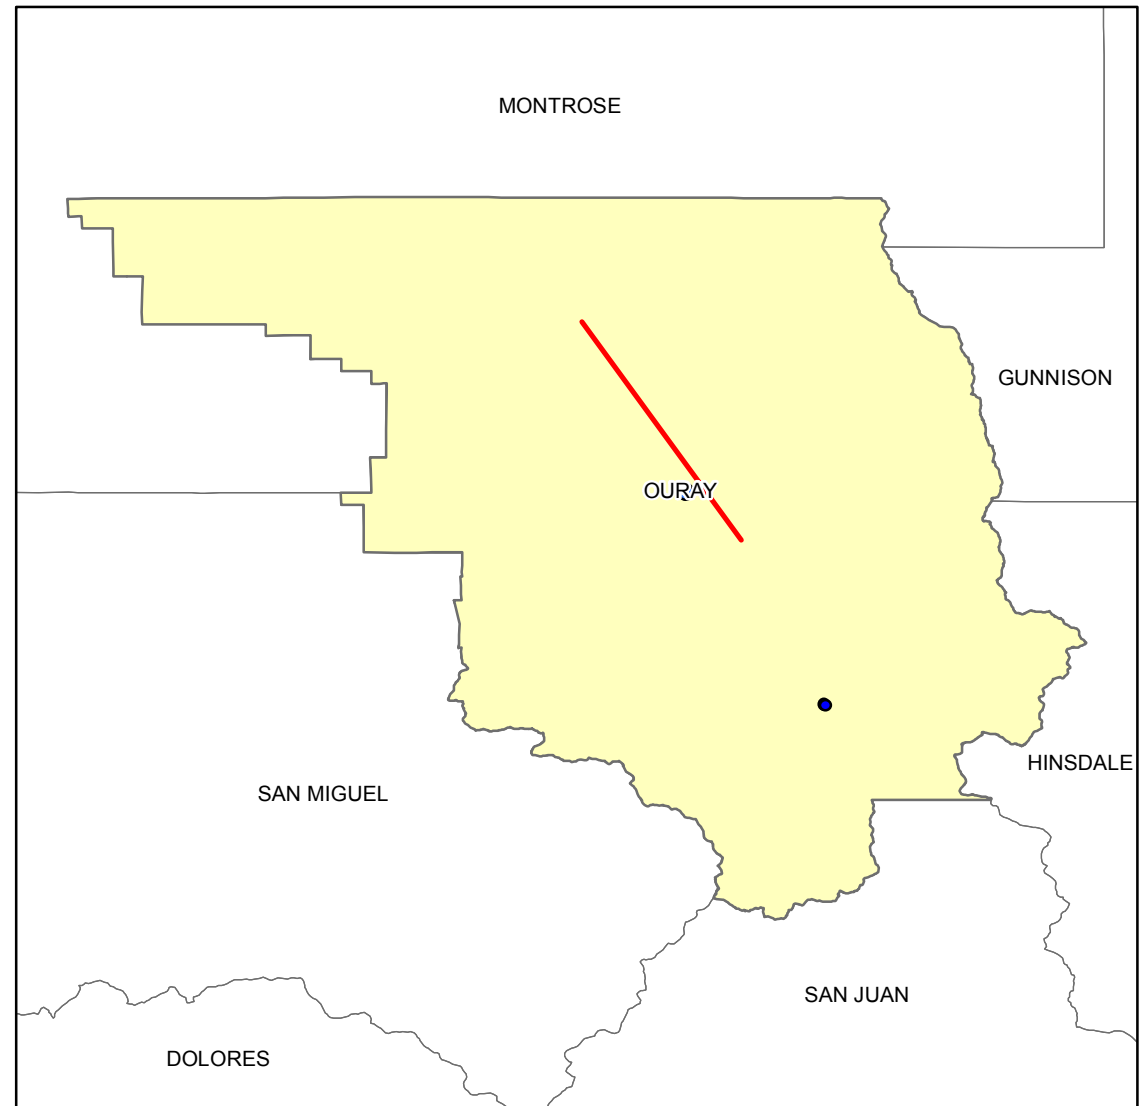 MONTROSE
GUNNISON
OURAY
HINSDALE
SAN MIGUEL
SAN JUAN
DOLORES